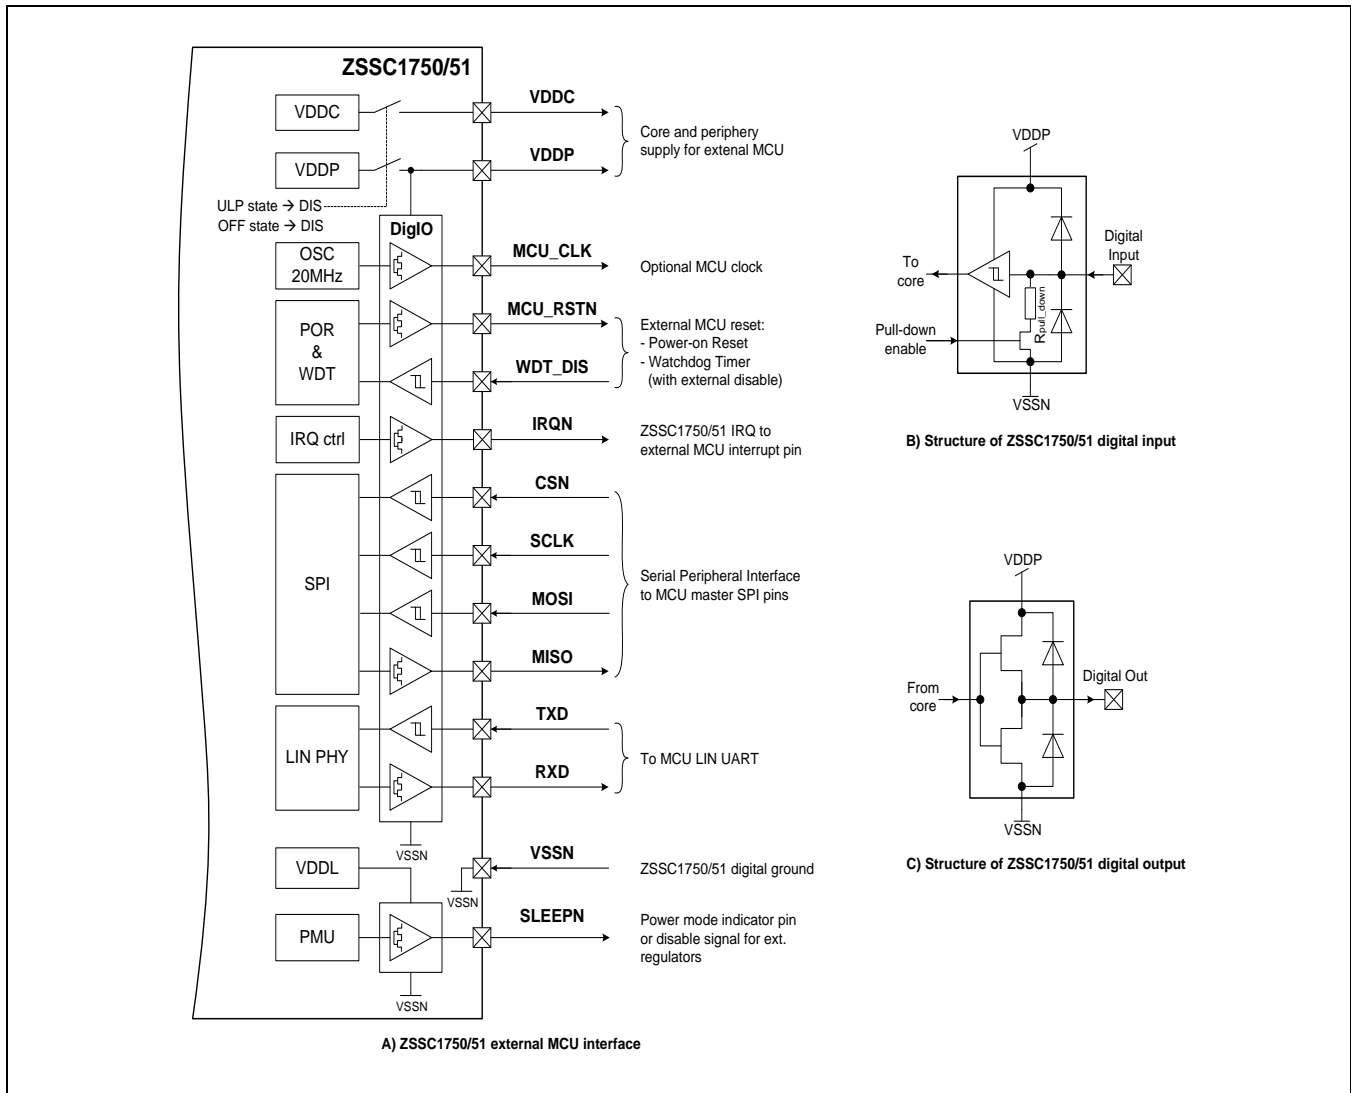 ZSSC1750/51
VDDC
VDDC
Core and periphery
supply for extenal MCU
VDDP
VDDP
ULP state → DIS
OFF state → DIS
DigIO
OSC
20MHz
MCU_CLK
Optional MCU clock
POR
&
WDT
MCU_RSTN
External MCU reset:
- Power-on Reset
- Watchdog Timer
(with external disable)
WDT_DIS
IRQ ctrl
IRQN
ZSSC1750/51 IRQ to
external MCU interrupt pin
SPI
CSN
SCLK
Serial Peripheral Interface
to MCU master SPI pins
MOSI
MISO
LIN PHY
TXD
To MCU LIN UART
RXD
VSSN
VDDL
VSSN
ZSSC1750/51 digital ground
VSSN
PMU
SLEEPN
Power mode indicator pin
or disable signal for ext.
regulators
VSSN
A) ZSSC1750/51 external MCU interface
VDDP
Digital
Input
To
core
Rpull_down
Pull-down
enable
VSSN
B) Structure of ZSSC1750/51 digital input
VDDP
Digital Out
From
core
VSSN
C) Structure of ZSSC1750/51 digital output